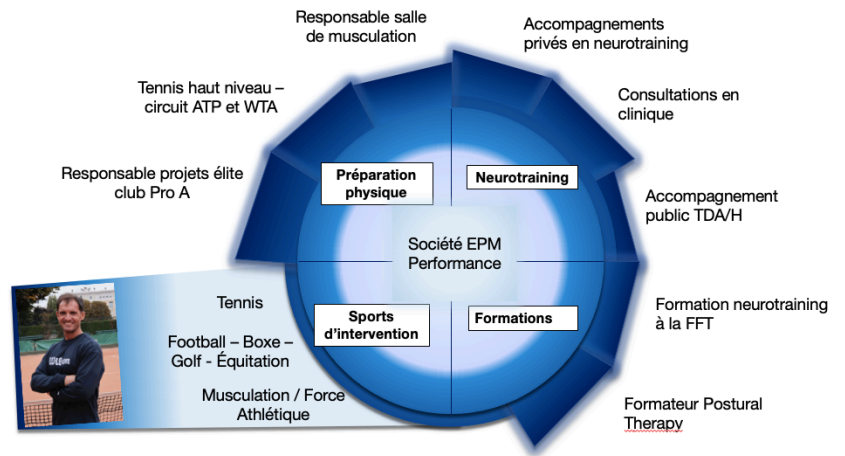 Responsable salle
de musculation
Accompagnements
privés en neurotraining
Tennis haut niveau –
circuit ATP et WTA
Consultations en
clinique
Responsable projets élite
club Pro A
Préparation
physique
Neurotraining
Accompagnement
public TDA/H
Société EPM
Performance
Tennis
Football – Boxe –
Golf - Équitation
Musculation / Force
Athlétique
Sports
d'intervention
Formations
Formation neurotraining
à la FFT
Formateur Postural
Therapy
Wilson